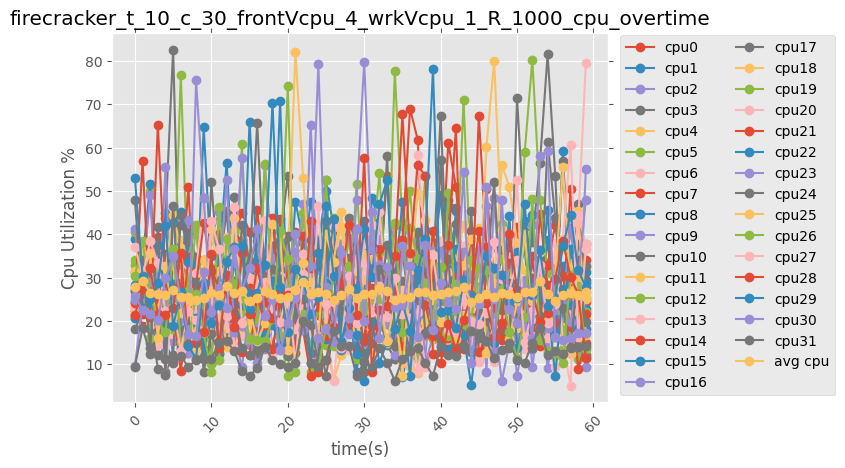 firecracker_t_10_c_30_frontVcpu_4_wrkVcpu_1_R_1000_cpu_overtime
Cpu Utilization %
80
70
60
50
40
30
20
10
0
10
20
30
40
50
60
time(s)
cpu0
cpu1
cpu2
cpu3
cpu4
cpu5
cpu6
cpu7
cpu8
cpu9
cpu10
cpu11
cpu12
cpu13
cpu14
cpu15
cpu16
cpu17
cpu18
cpu19
cpu20
cpu21
cpu22
cpu23
cpu24
cpu25
cpu26
cpu27
cpu28
cpu29
cpu30
cpu31
avg cpu